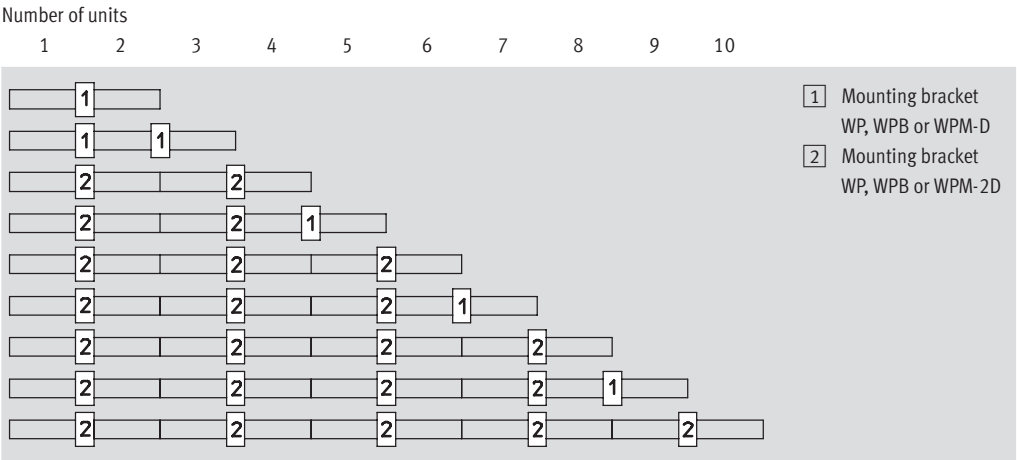 Number of units
1 2 3 4 5 6 7 8 9 10
1
1 1
2 2
2 2 1
2 2 2
2 2 2 1
2 2 2 2
2 2 2 2 1
2 2 2 2 2
1 Mounting bracket
WP, WPB or WPM-D
2 Mounting bracket
WP, WPB or WPM-2D